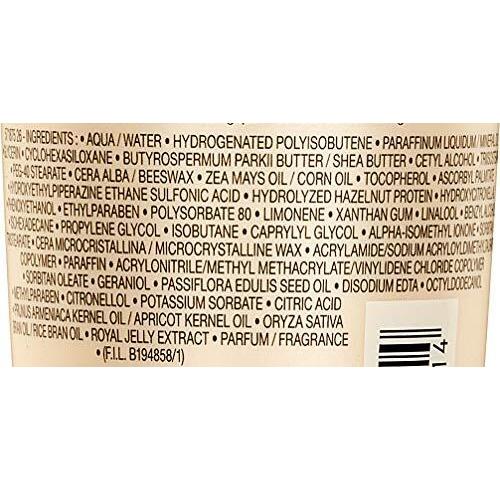 - INGREDIENTS : • AQUA / WATER • HYDROGENATED POLYISOBUTENE • PARAFFINUM LIQUIDUM / MINERAL
• CYCLOHEXASILOXANE • BUTYROSPERMUM PARKII BUTTER / SHEA BUTTER • CETYL ALCOHOL •
PEG-40 STEARATE • CERA ALBA / BEESWAX • ZEA MAYS OIL / CORN OIL • TOCOPHEROL • ASCORBYL
HYDROXYETHYLPIPERAZINE ETHANE SULFONIC ACID • HYDROLYZED HAZELNUT PROTEIN •
• ETHYLPARABEN • POLYSORBATE 80 • LIMONENE • XANTHAN GUM • LINALOOL • BENZYL
• PROPYLENE GLYCOL • ISOBUTANE • CAPRYLYL GLYCOL • ALPHA-ISOMETHYL IONONE •
• CERA MICROCRISTALLINA / MICROCRYSTALLINE WAX • ACRYLAMIDE/SODIUM
COPOLYMER • PARAFFIN • ACRYLONITRILE/METHYL METHACRYLATE/VINYLIDENE CHLORIDE COPOLYMER
SORBITAN OLEATE • GERANIOL • PASSIFLORA EDULIS SEED OIL • DISODIUM EDTA • OCTYLDODECANOL
METHYLPARABEN • CITRONELLOL • POTASSIUM SORBATE • CITRIC ACID
PRUNUS ARMENIACA KERNEL OIL / APRICOT KERNEL OIL • ORYZA SATIVA
BRAN OIL / RICE BRAN OIL • ROYAL JELLY EXTRACT • PARFUM / FRAGRANCE
• (F.I.L. B194858/1)